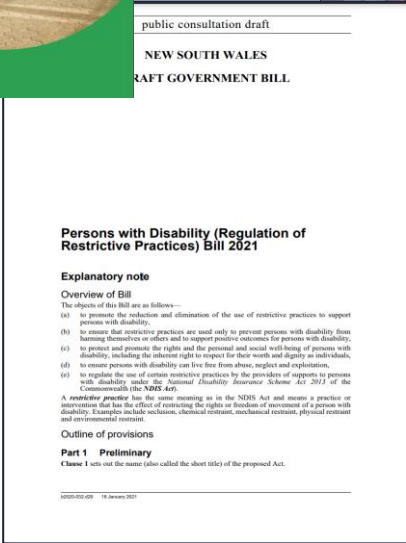 public consultation draft
NEW SOUTH WALES
RAFT GOVERNMENT BILL
Persons with Disability (Regulation of
Restrictive Practices) Bill 2021
Explanatory note
Overview of Bill
The objects of this Bill are as follows—
(a) to promote the reduction and elimination of the use of restrictive practices to support
persons with disability,
(b) to ensure that restrictive practices are used only to prevent persons with disability from
harming themselves or others and to support positive outcomes for persons with disability,
(c) to protect and promote the rights and the personal and social well-being of persons with
disability, including the inherent right to respect for their worth and dignity as individuals,
(d) to ensure persons with disability can live free from abuse, neglect and exploitation,
(e) to regulate the use of certain restrictive practices by the providers of supports to persons
with disability under the National Disability Insurance Scheme Act 2013 of the
Commonwealth (the NDIS Act).
A restrictive practice has the same meaning as in the NDIS Act and means a practice or
intervention that has the effect of restricting the rights or freedom of movement of a person with
disability. Examples include seclusion, chemical restraint, mechanical restraint, physical restraint
and environmental restraint.
Outline of provisions
Part 1 Preliminary
Clause 1 sets out the name (also called the short title) of the proposed Act.
b2020-032.d29 18 January 2021